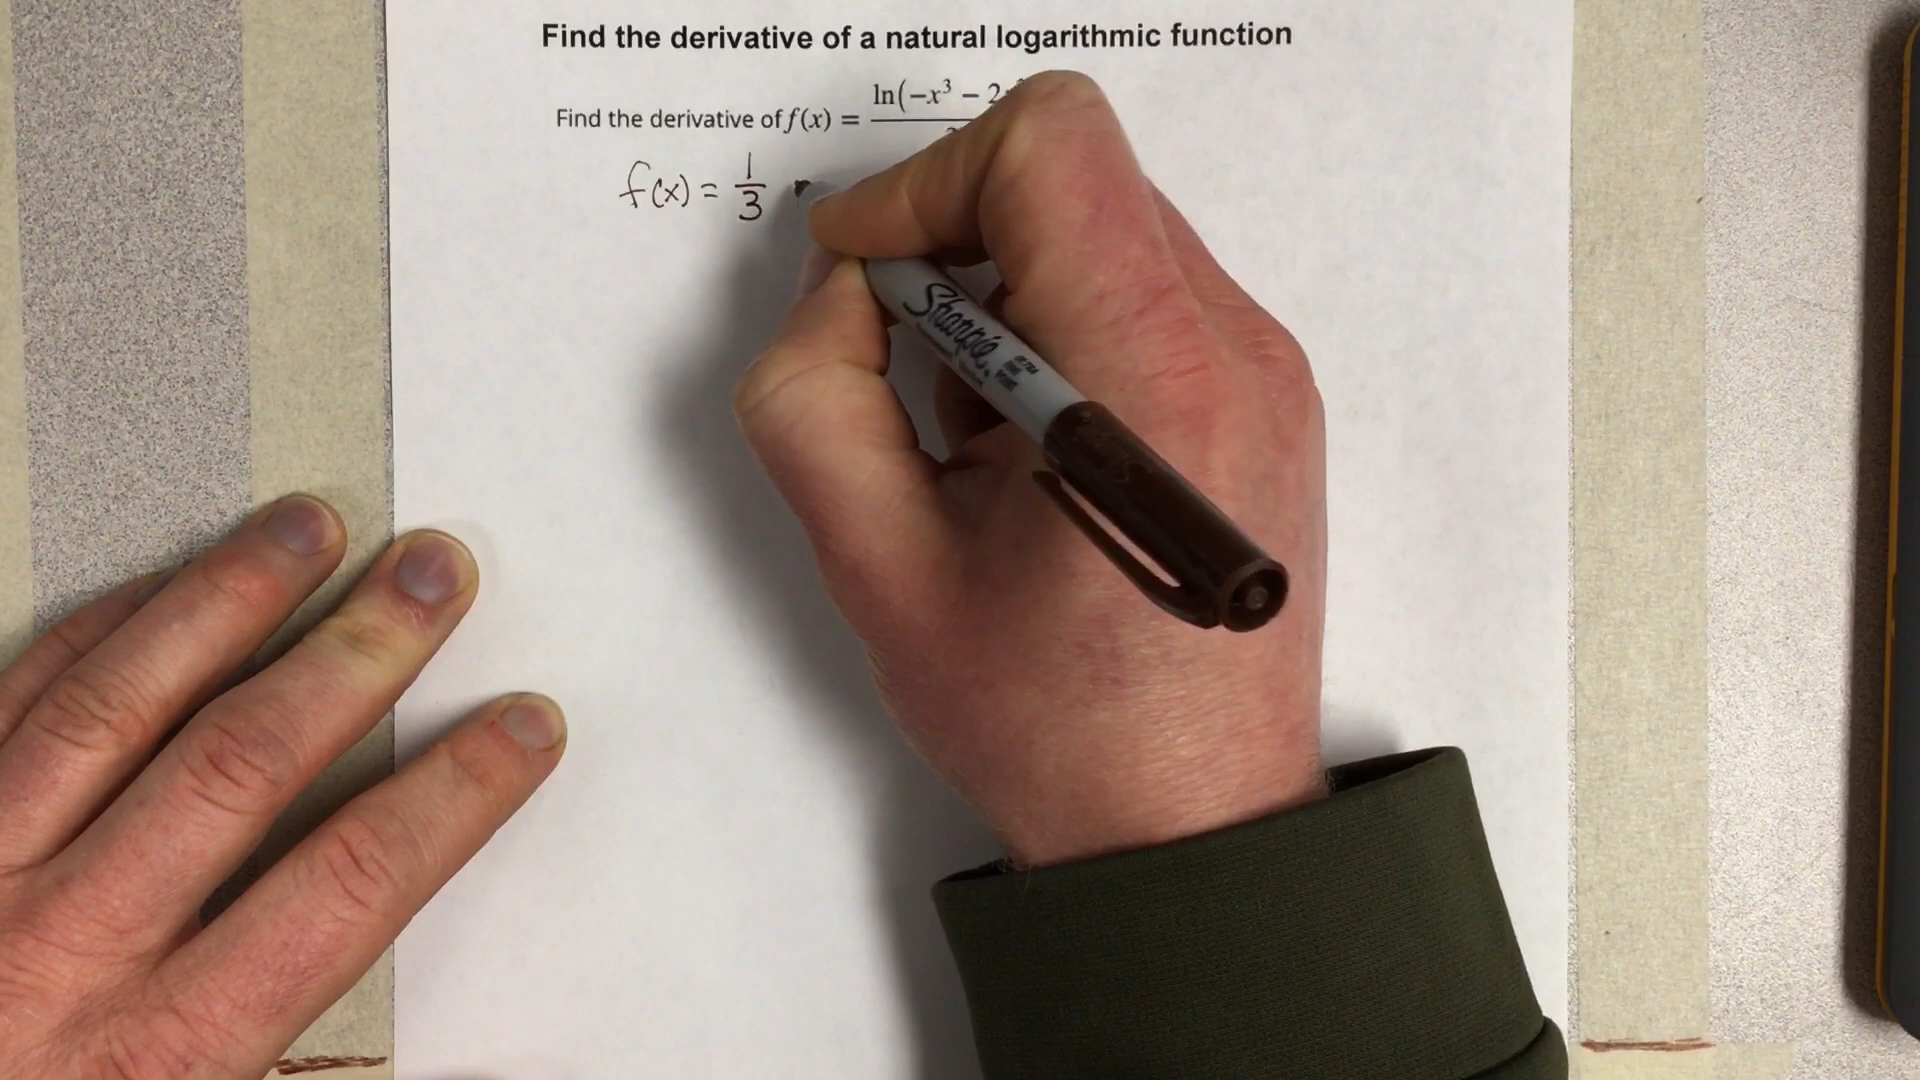 Find the derivative of a natural logarithmic function
Find the derivative of f(x) = ln(−x³ − 2
f(x) = 1/3
Sharpie